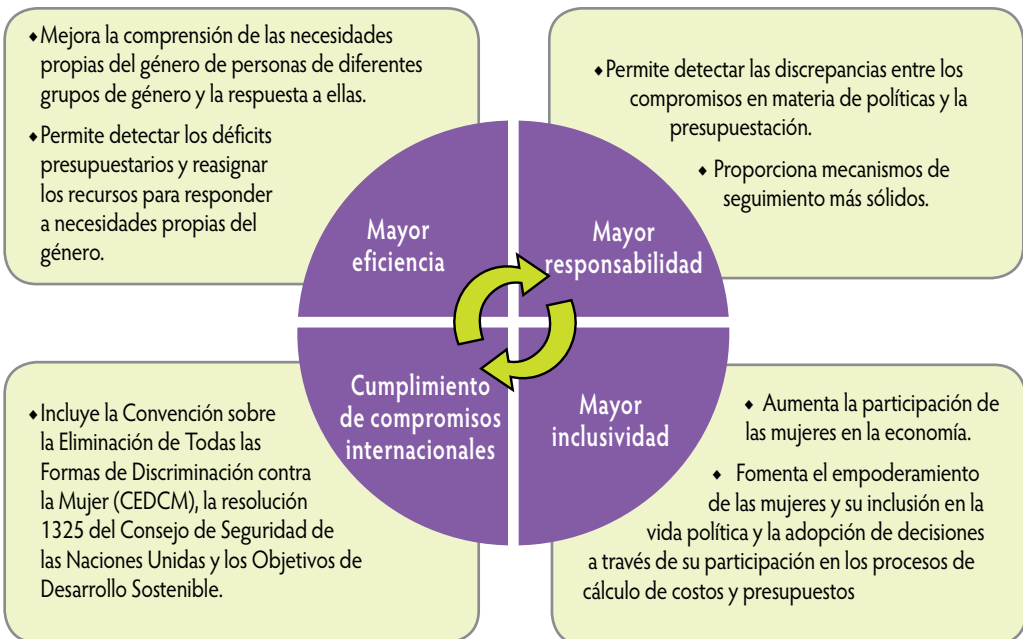 ⬩Mejora la comprensión de las necesidades
propias del género de personas de diferentes
grupos de género y la respuesta a ellas.
⬩Permite detectar los déficits
presupuestarios y reasignar
los recursos para responder
a necesidades propias del
género.
⬩Permite detectar las discrepancias entre los
compromisos en materia de políticas y la
presupuestación.
⬩ Proporciona mecanismos de
seguimiento más sólidos.
Mayor
eficiencia
Mayor
responsabilidad
Cumplimiento
de compromisos
internacionales
Mayor
inclusividad
⬩Incluye la Convención sobre
la Eliminación de Todas las
Formas de Discriminación contra
la Mujer (CEDCM), la resolución
1325 del Consejo de Seguridad de
las Naciones Unidas y los Objetivos de
Desarrollo Sostenible.
⬩ Aumenta la participación de
las mujeres en la economía.
⬩ Fomenta el empoderamiento
de las mujeres y su inclusión en la
vida política y la adopción de decisiones
a través de su participación en los procesos de
cálculo de costos y presupuestos